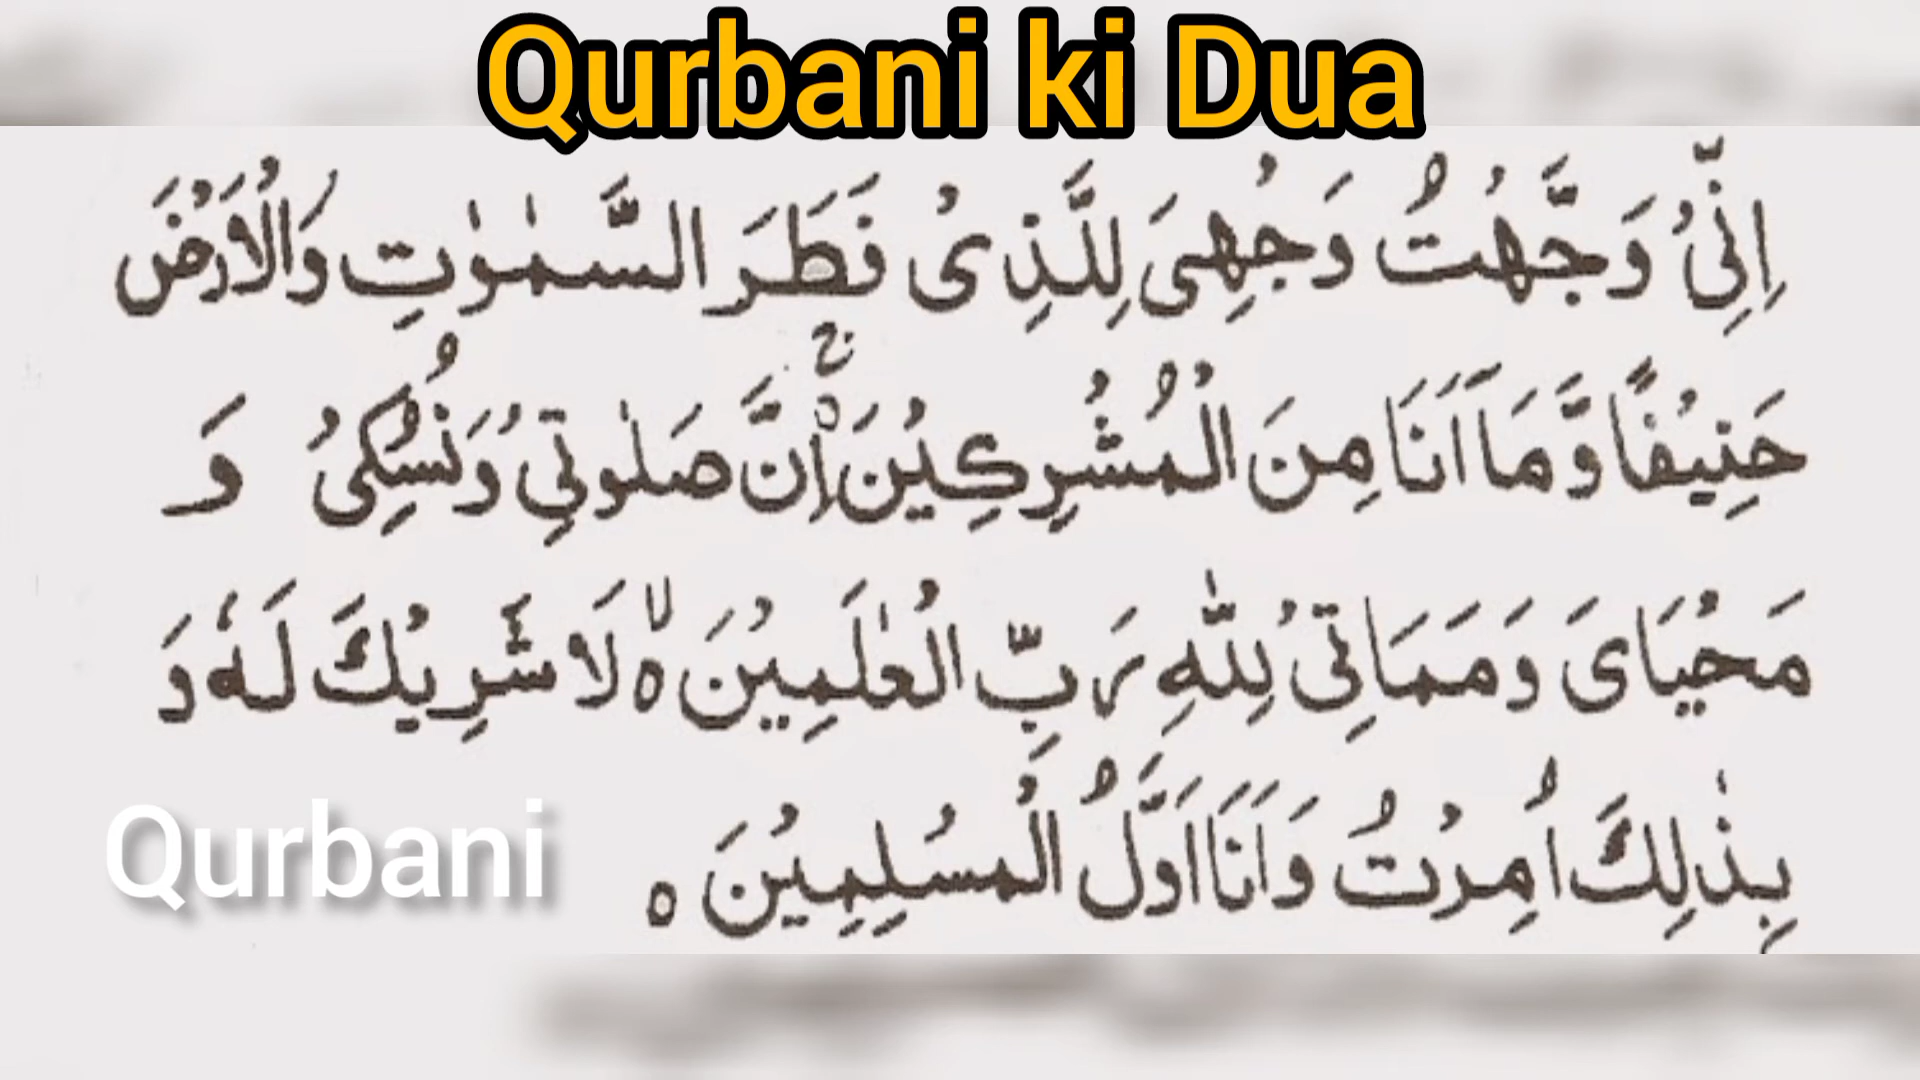 Qurbani ki Dua
اِنِّیْ وَجَّهْتُ وَجْهِیَ لِلَّذِیْ فَطَرَ السَّمٰوٰتِ وَالْاَرْضَ
حَنِیْفًا وَّمَآ اَنَا مِنَ الْمُشْرِكِیْنَ ۚ اِنَّ صَلٰوتِیْ وَنُسُكِیْ وَ
مَحْیَایَ وَمَمَاتِیْ لِلّٰهِ رَبِّ الْعٰلَمِیْنَ ہ لَا شَرِیْكَ لَهٗ وَ
بِذٰلِكَ اُمِرْتُ وَاَنَا اَوَّلُ الْمُسْلِمِیْنَ ہ
Qurbani